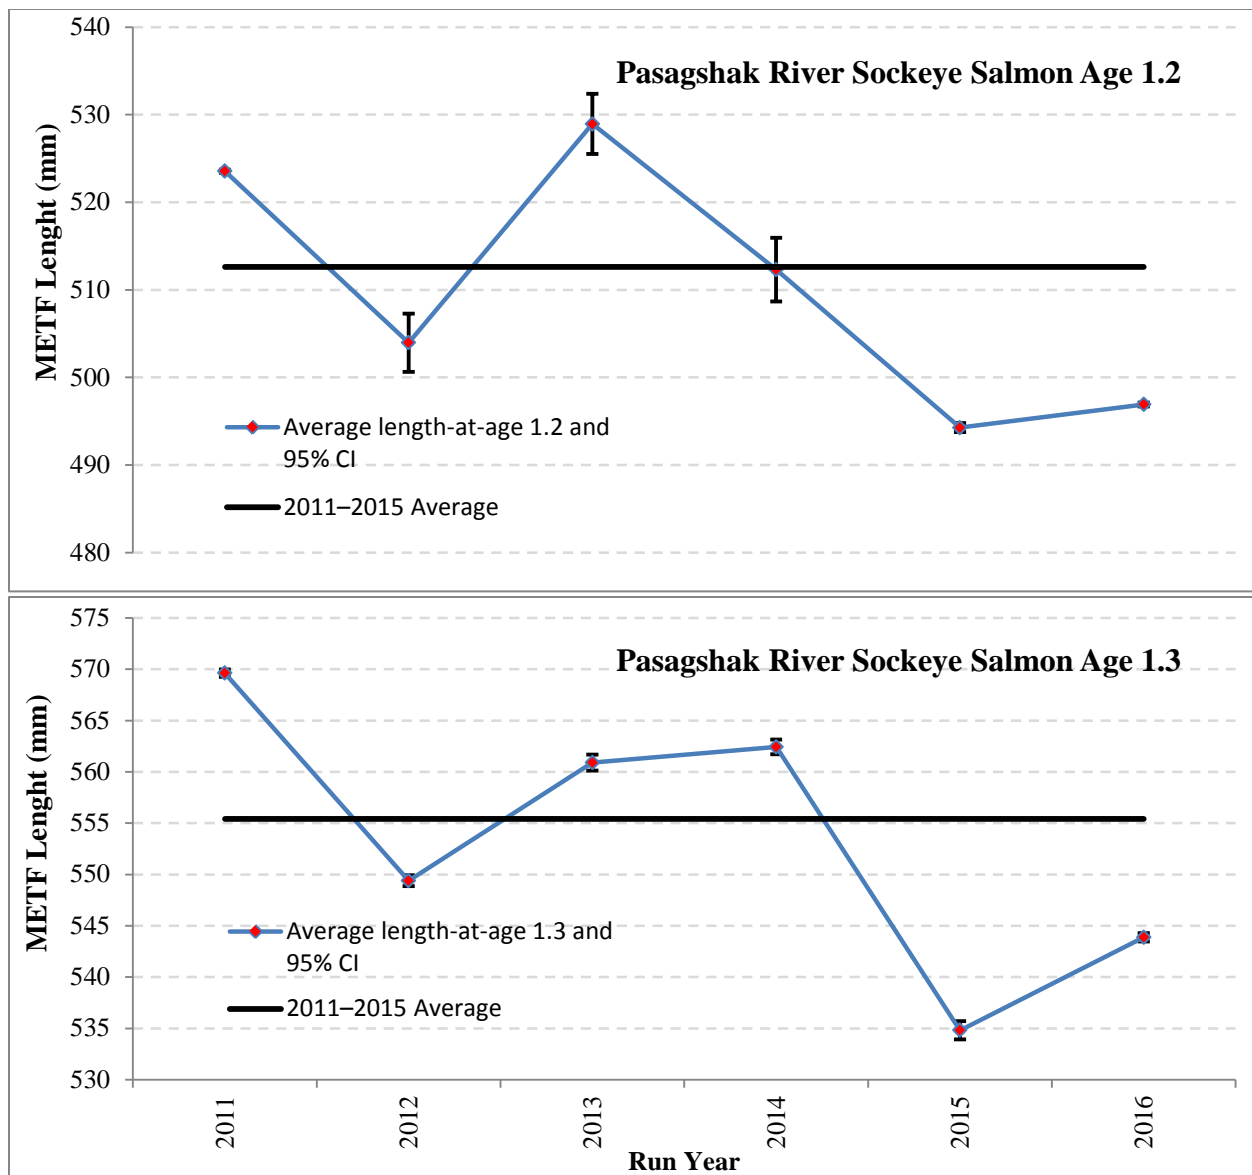 540
530
520
510
500
490
480
METF Lenght (mm)
Pasagshak River Sockeye Salmon Age 1.2
Average length-at-age 1.2 and
95% CI
2011–2015 Average
575
570
565
560
555
550
545
540
535
530
METF Lenght (mm)
Pasagshak River Sockeye Salmon Age 1.3
Average length-at-age 1.3 and
95% CI
2011–2015 Average
2011
2012
2013
2014
2015
2016
Run Year